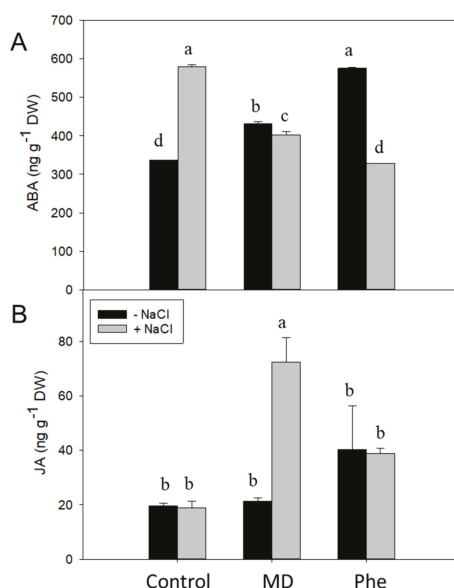 A
ABA (ng g⁻¹ DW)
700
600
500
400
300
200
100
0
d
a
b
c
a
d
B
JA (ng g⁻¹ DW)
- NaCl
+ NaCl
80
60
40
20
0
b
b
b
a
b
b
Control MD Phe